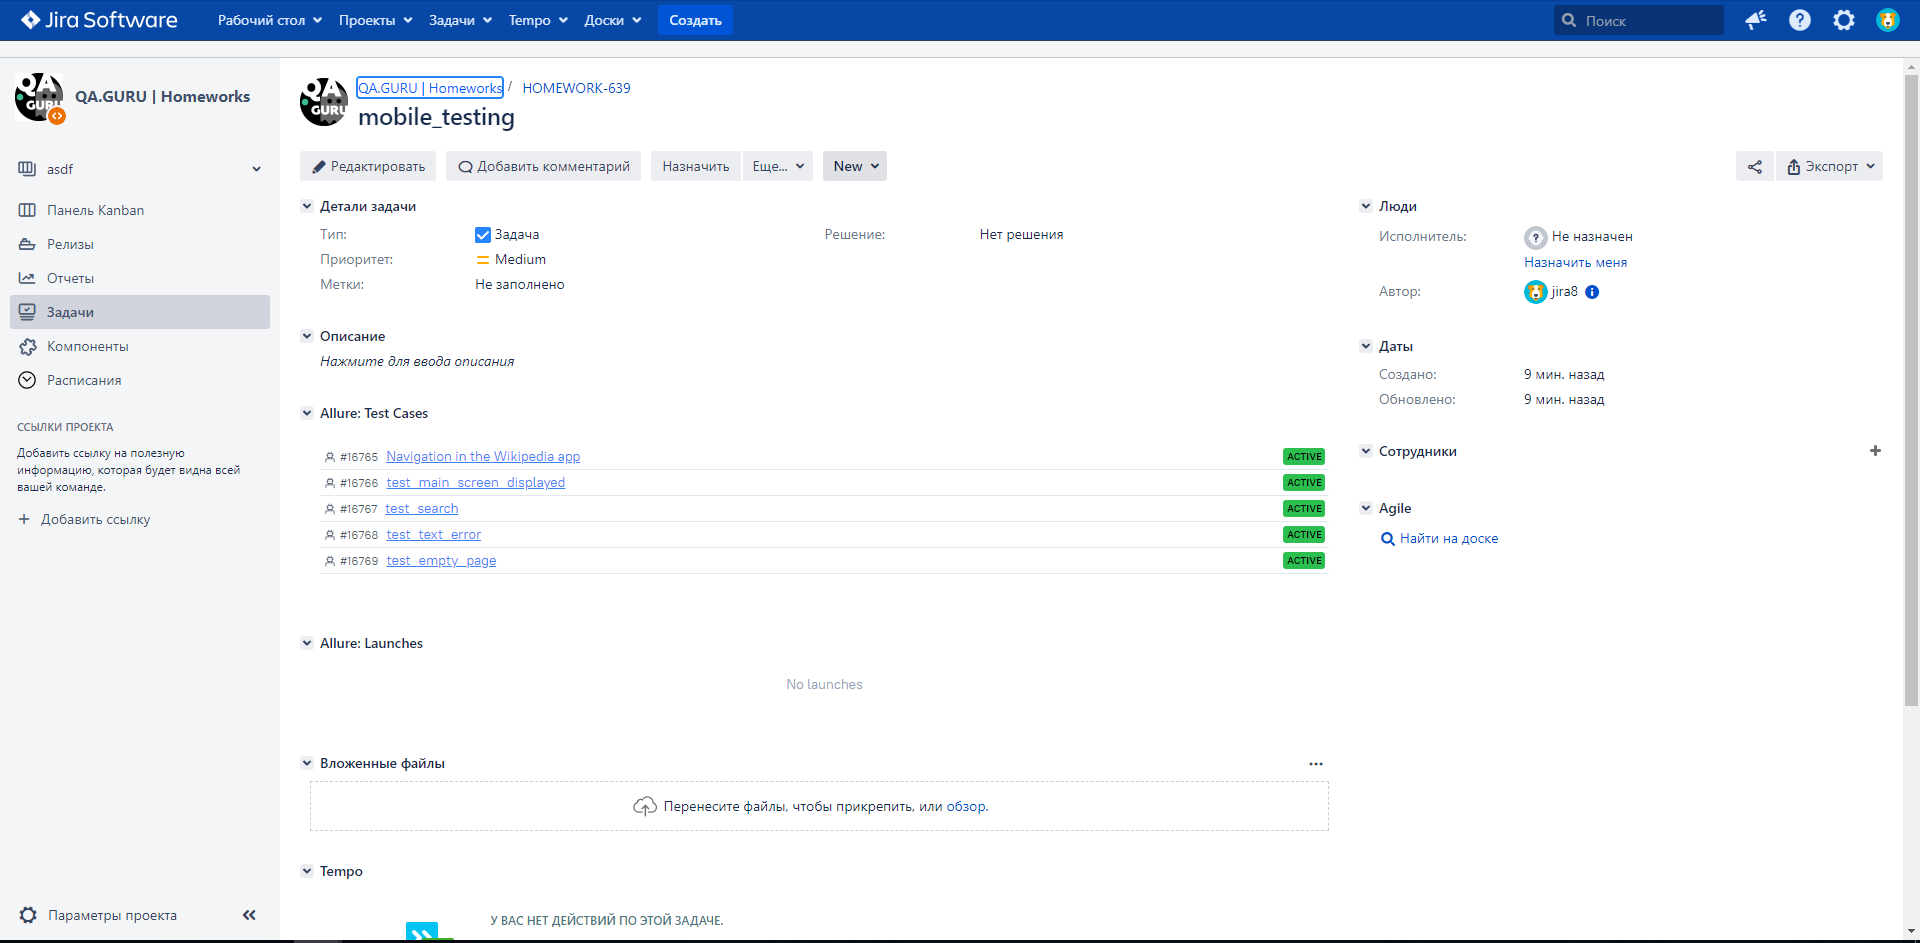 Jira Software Рабочий стол Проекты Задачи Tempo Доски Создать Поиск
QA GURU
QA.GURU | Homeworks
asdf
Панель Kanban
Релизы
Отчеты
Задачи
Компоненты
Расписания
ССЫЛКИ ПРОЕКТА
Добавить ссылку на полезную
информацию, которая будет видна всей
вашей команде.
Добавить ссылку
Параметры проекта
QA GURU
QA.GURU | Homeworks / HOMEWORK-639
mobile_testing
Редактировать Добавить комментарий Назначить Еще... New Экспорт
Детали задачи
Тип: Задача Решение: Нет решения
Приоритет: Medium
Метки: Не заполнено
Описание
Нажмите для ввода описания
Allure: Test Cases
#16765 Navigation in the Wikipedia app ACTIVE
#16766 test_main_screen_displayed ACTIVE
#16767 test_search ACTIVE
#16768 test_text_error ACTIVE
#16769 test_empty_page ACTIVE
Allure: Launches
No launches
Вложенные файлы
Перенесите файлы, чтобы прикрепить, или обзор.
Tempo
У ВАС НЕТ ДЕЙСТВИЙ ПО ЭТОЙ ЗАДАЧЕ.
Люди
Исполнитель: Не назначен
Назначить меня
Автор: jira8
Даты
Создано: 9 мин. назад
Обновлено: 9 мин. назад
Сотрудники
Agile
Найти на доске